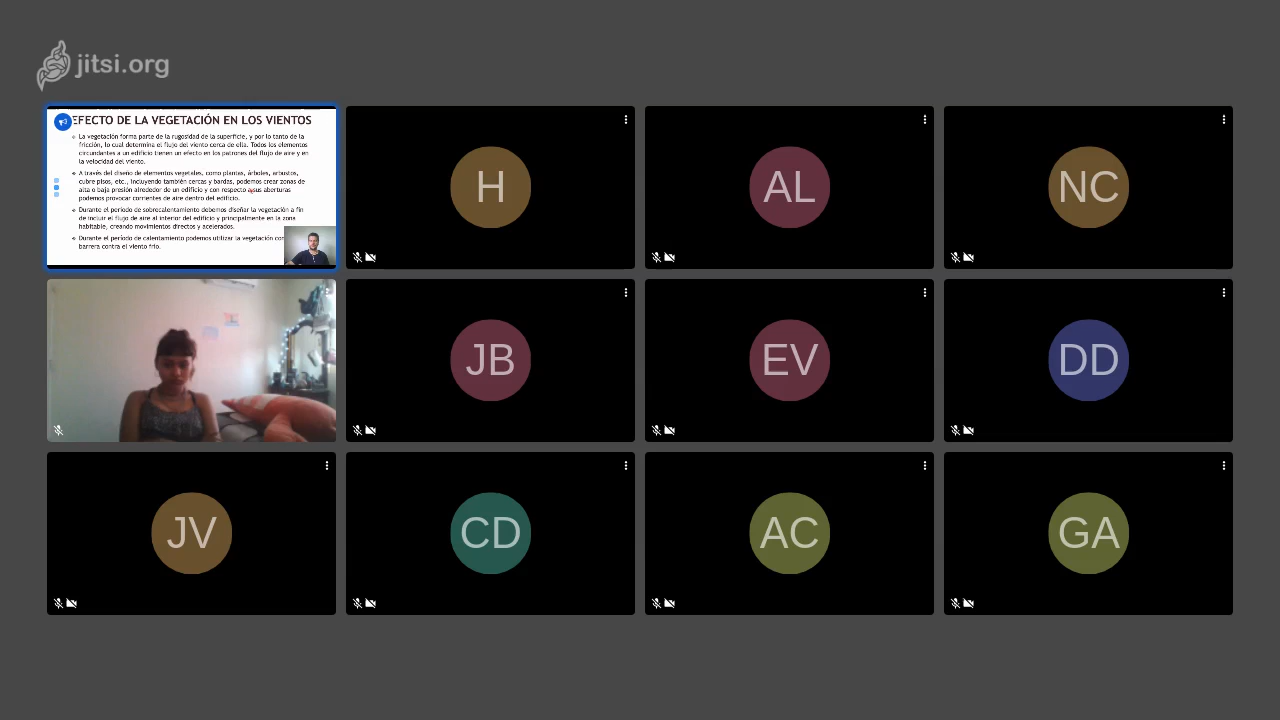 jitsi.org
EFECTO DE LA VEGETACIÓN EN LOS VIENTOS
La vegetación forma parte de la rugosidad de la superficie, y por lo tanto de la
fricción, lo cual determina el flujo del viento cerca de ella. Todos los elementos
circundantes a un edificio tienen un efecto en los patrones del flujo de aire y en
la velocidad del viento.
A través del diseño de elementos vegetales, como plantas, árboles, arbustos,
cubre pisos, etc., incluyendo también cercas y bardas, podemos crear zonas de
alta o baja presión alrededor de un edificio y con respecto a sus aberturas
podemos provocar corrientes de aire dentro del edificio.
Durante el período de sobrecalentamiento debemos diseñar la vegetación a fin
de incluir el flujo de aire al interior del edificio y principalmente en la zona
habitable, creando movimientos directos y acelerados.
Durante el período de calentamiento podemos utilizar la vegetación
barrera contra el viento frío.
H
AL
NC
JB
EV
DD
JV
CD
AC
GA